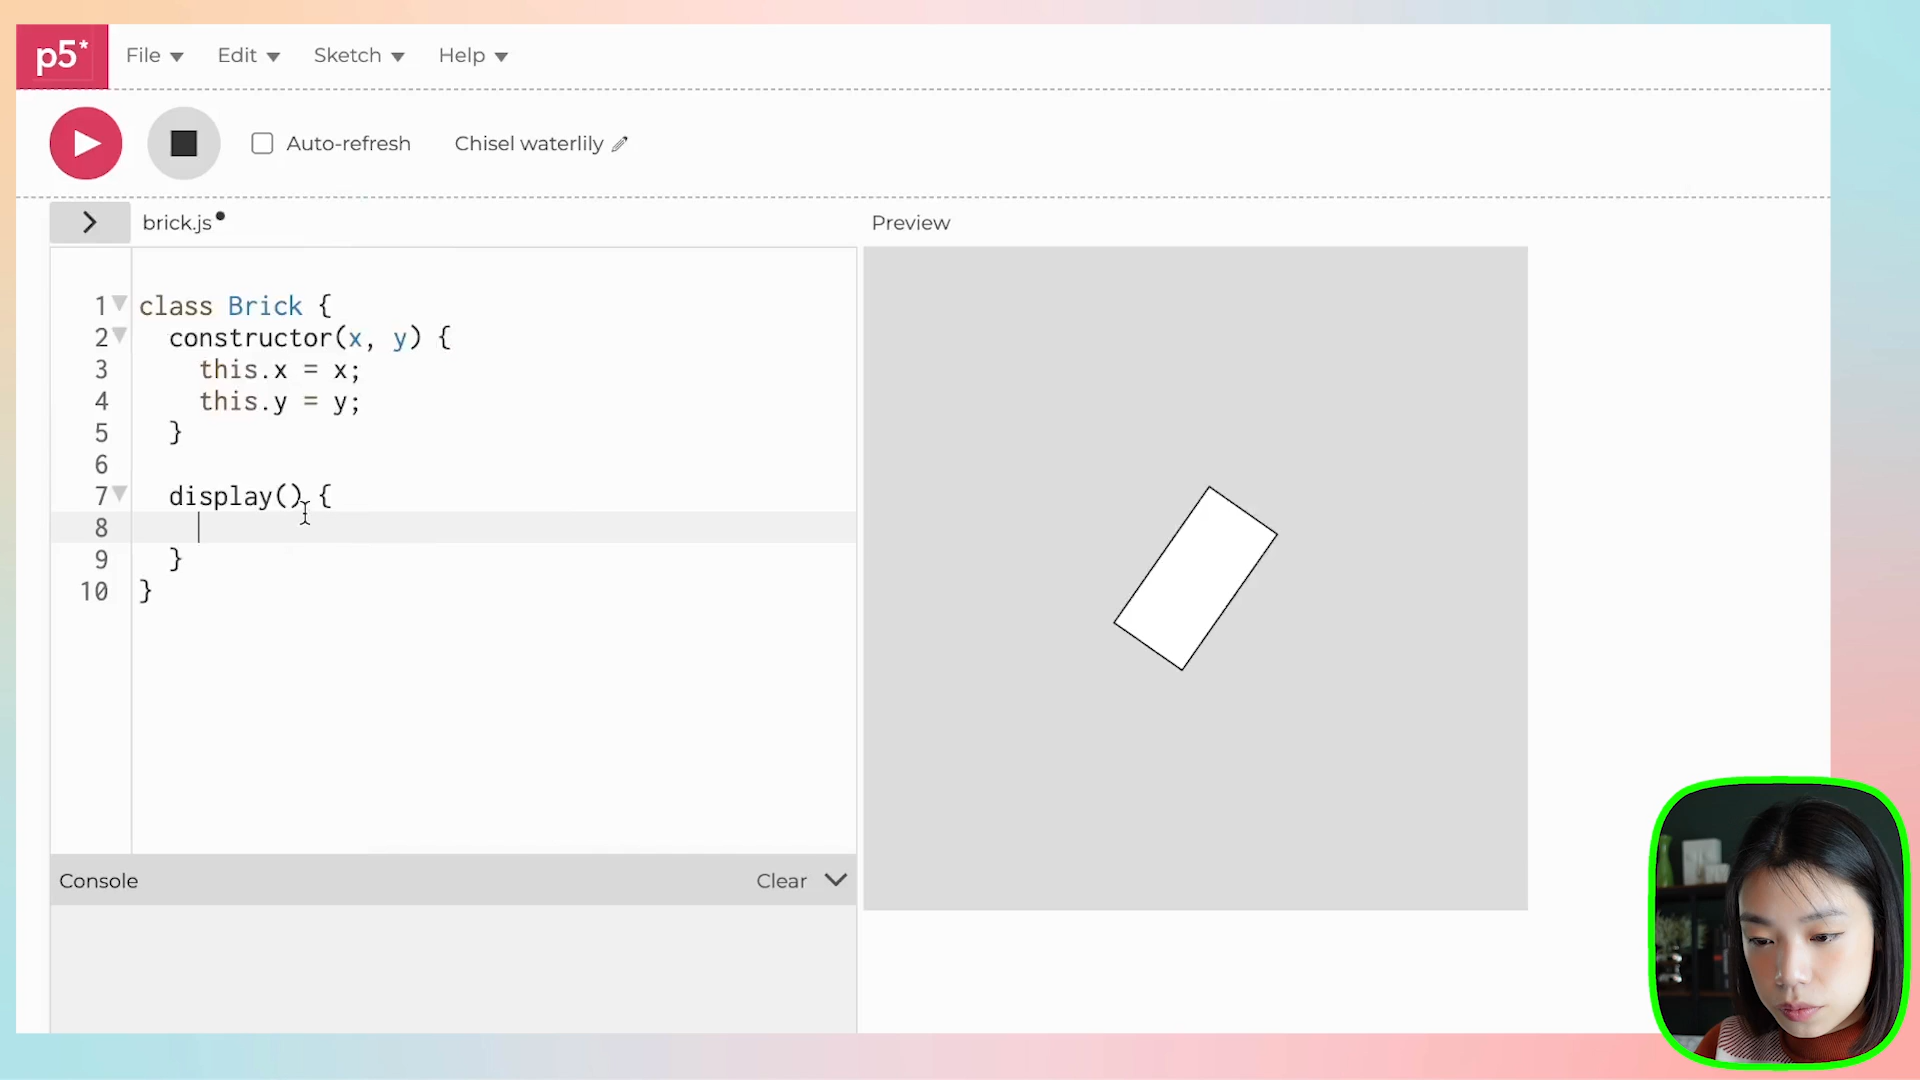 p5* File Edit Sketch Help
Auto-refresh Chisel waterlily
brick.js Preview
1 class Brick {
2 constructor(x, y) {
3 this.x = x;
4 this.y = y;
5 }
6
7 display() {
8
9 }
10 }
Console Clear